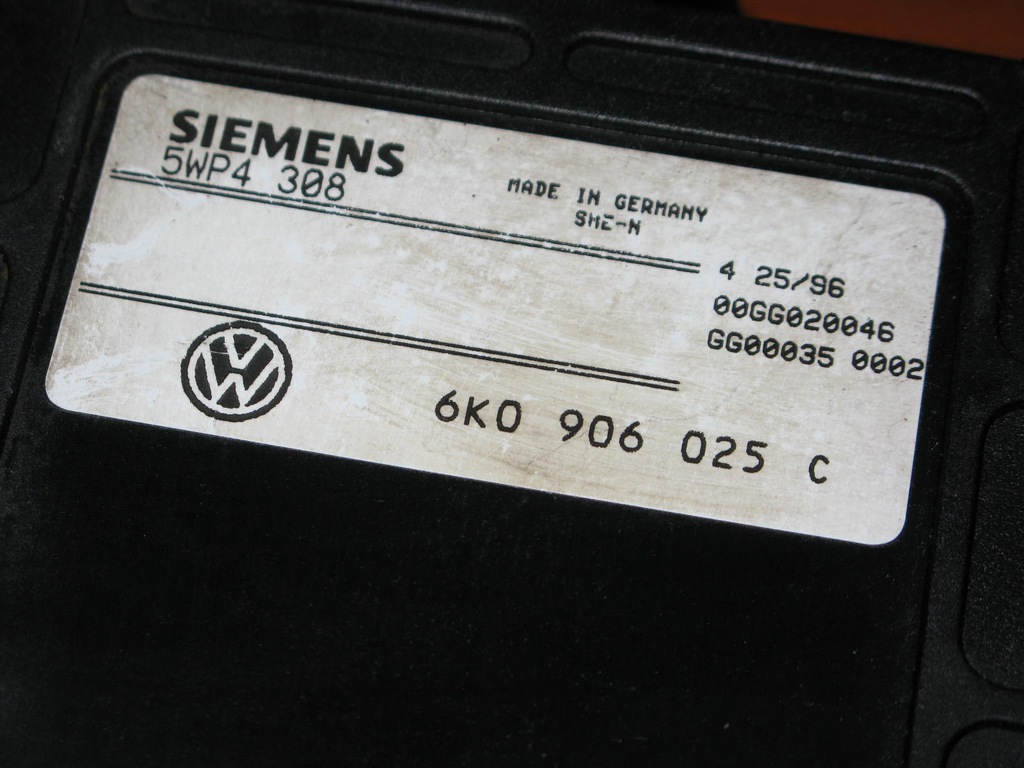 SIEMENS
5WP4 308
MADE IN GERMANY
SME-N
4 25/96
00GG020046
GG00035 0002
6K0 906 025 C